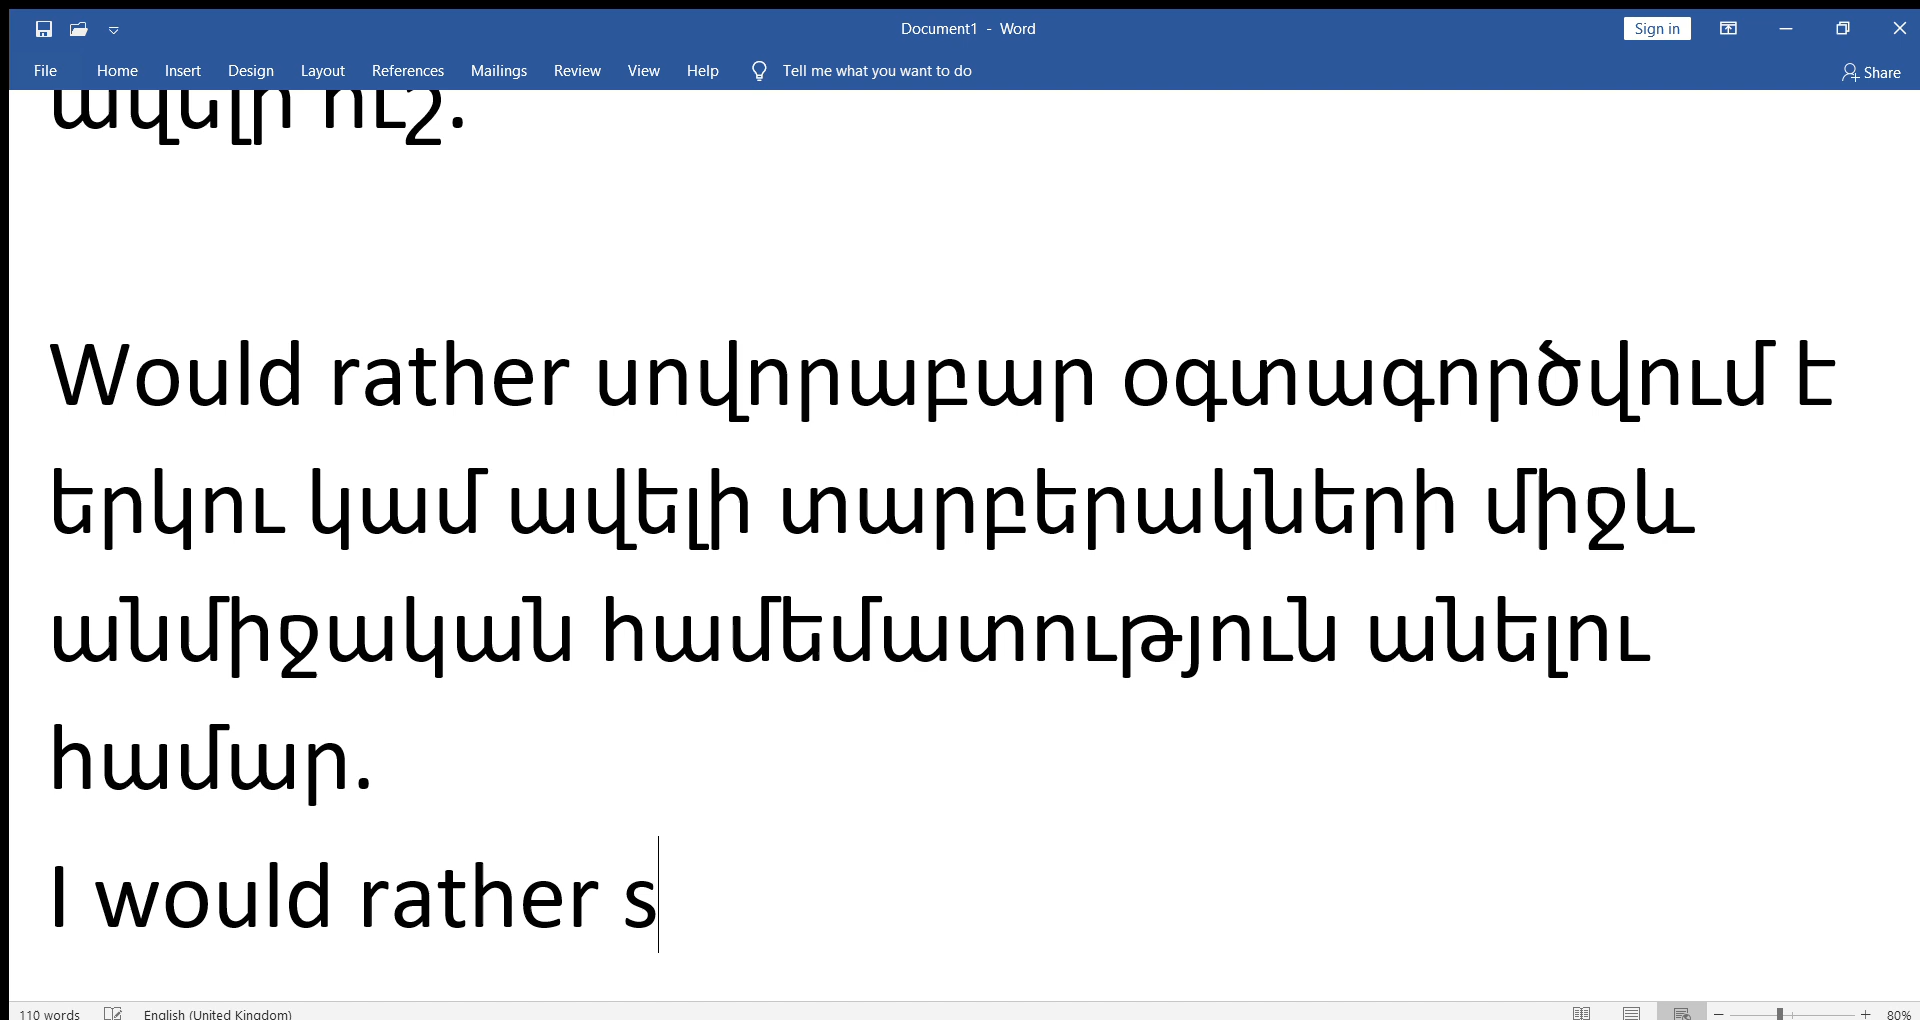 Document1 - Word
Sign in
File Home Insert Design Layout References Mailings Review View Help Tell me what you want to do
Share
ավելի ուշ.
Would rather սովորաբար օգտագործվում է
երկու կամ ավելի տարբերակների միջև
անմիջական համեմատություն անելու
համար.
I would rather s
110 words English (United Kingdom) 80%